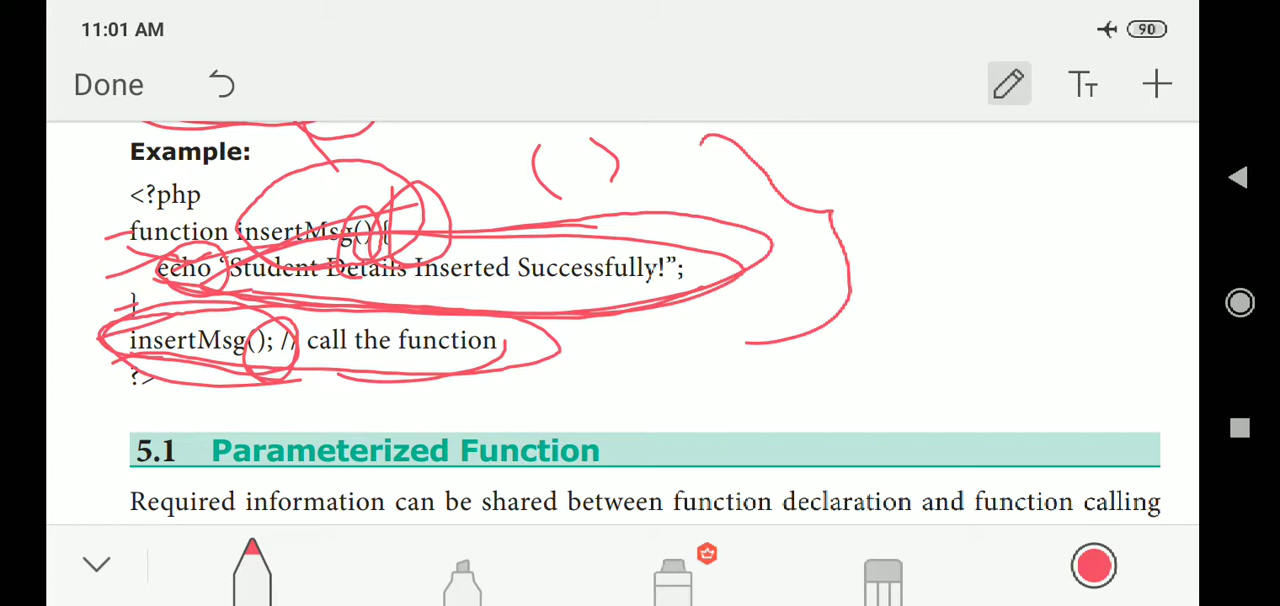 11:01 AM
90
Done
Example:
<?php
function insertMsg() {
echo “Student Details Inserted Successfully!”;
}
insertMsg(); // call the function
?>
5.1 Parameterized Function
Required information can be shared between function declaration and function calling